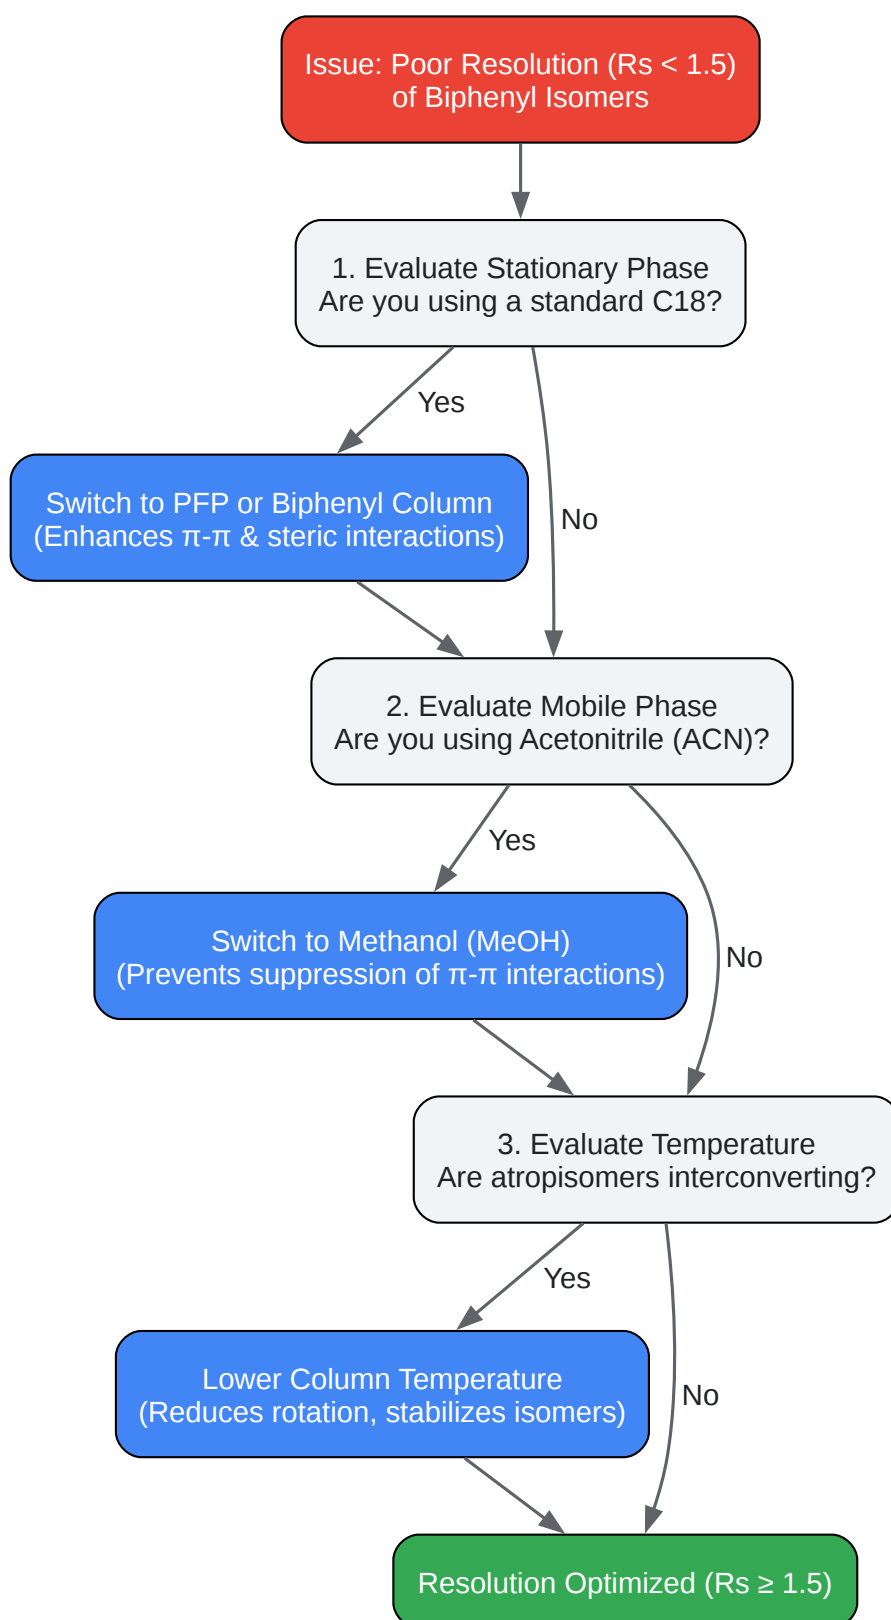 Issue: Poor Resolution (Rs < 1.5)
of Biphenyl Isomers
1. Evaluate Stationary Phase
Are you using a standard C18?
Yes
Switch to PFP or Biphenyl Column
(Enhances π-π & steric interactions)
No
2. Evaluate Mobile Phase
Are you using Acetonitrile (ACN)?
Yes
Switch to Methanol (MeOH)
(Prevents suppression of π-π interactions)
No
3. Evaluate Temperature
Are atropisomers interconverting?
Yes
Lower Column Temperature
(Reduces rotation, stabilizes isomers)
No
Resolution Optimized (Rs ≥ 1.5)